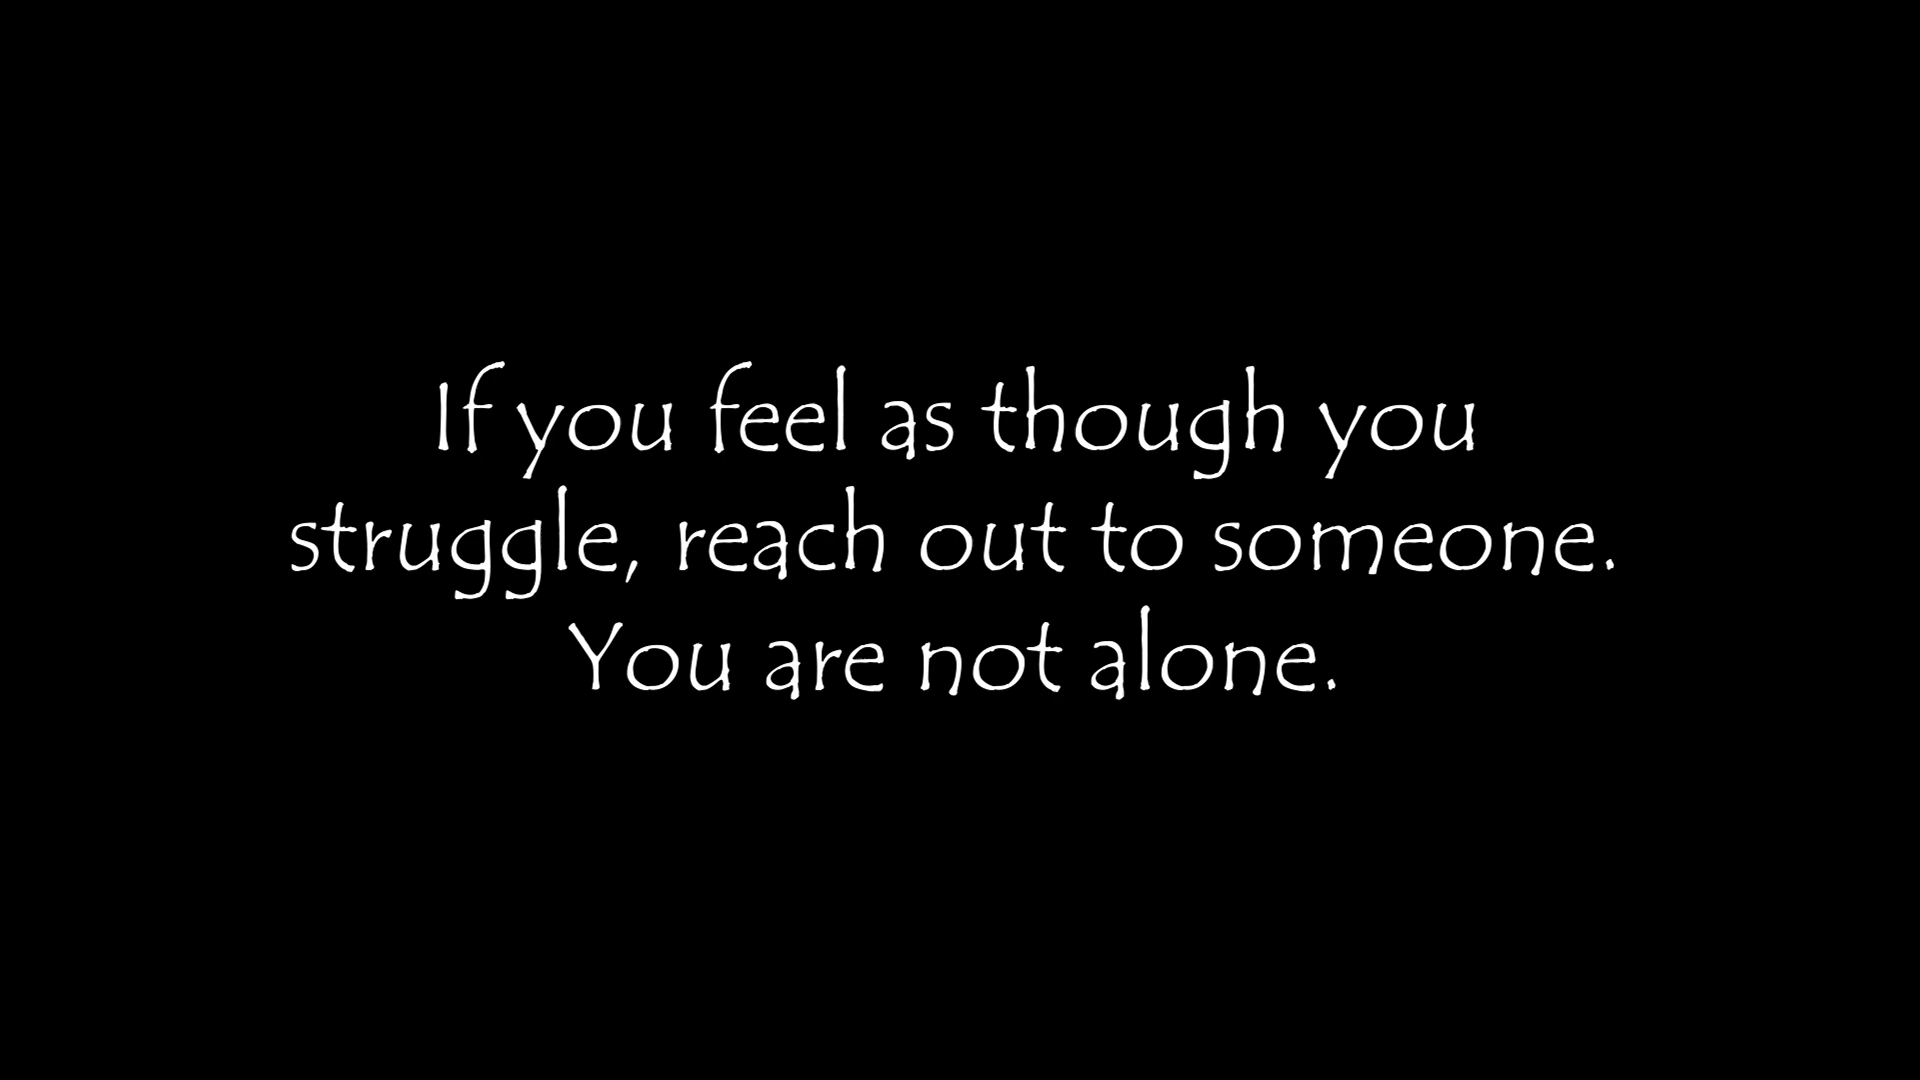 If you feel as though you
struggle, reach out to someone.
You are not alone.